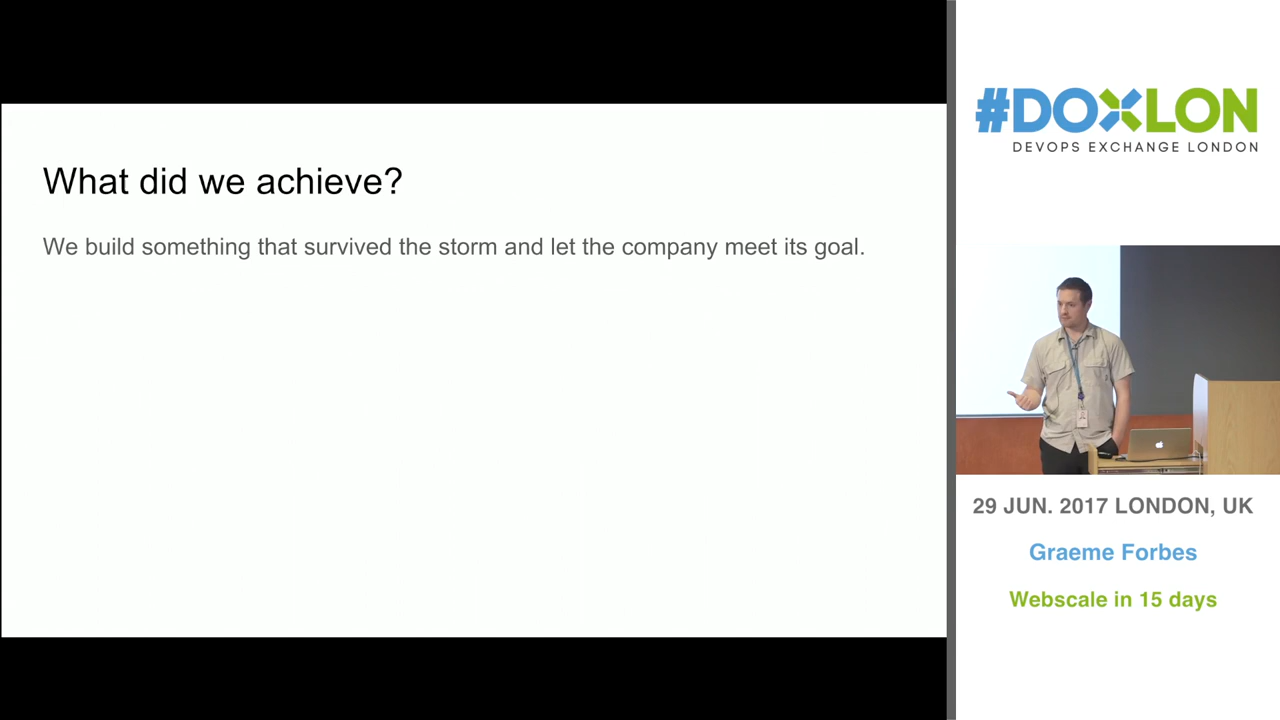 What did we achieve?
We build something that survived the storm and let the company meet its goal.
#DOXLON
DEVOPS EXCHANGE LONDON
29 JUN. 2017 LONDON, UK
Graeme Forbes
Webscale in 15 days